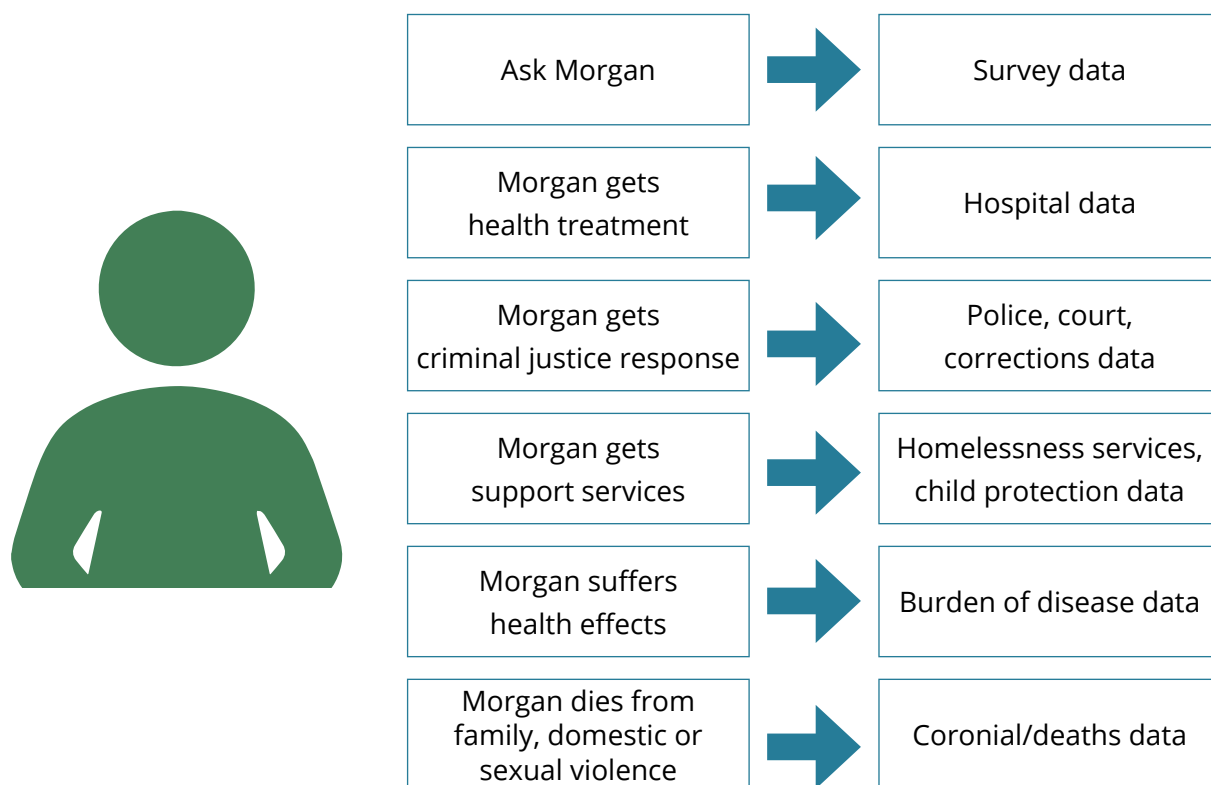 Ask Morgan
Survey data
Morgan gets
health treatment
Hospital data
Morgan gets
criminal justice response
Police, court,
corrections data
Morgan gets
support services
Homelessness services,
child protection data
Morgan suffers
health effects
Burden of disease data
Morgan dies from
family, domestic or
sexual violence
Coronial/deaths data